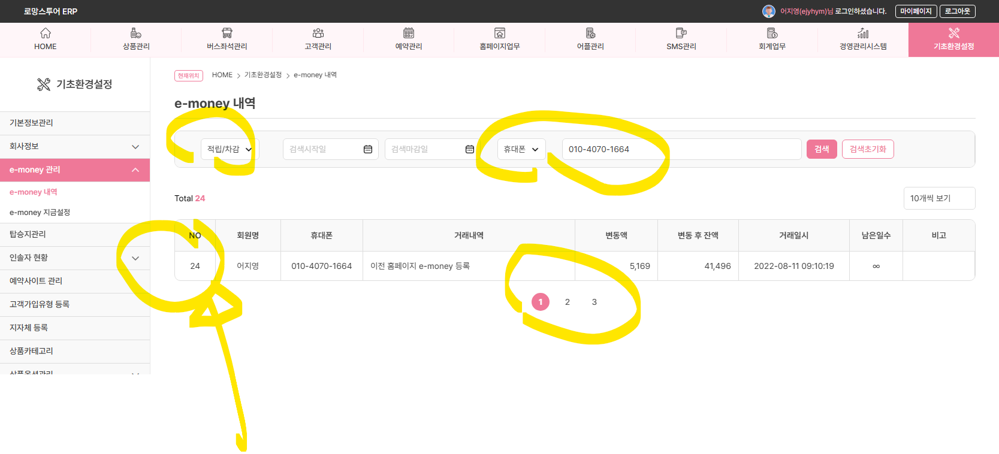 로망스투어 ERP
어지영(ejyhym)님 로그인하셨습니다. 마이페이지 로그아웃
HOME 상품관리 버스좌석관리 고객관리 예약관리 홈페이지업무 어플관리 SMS관리 회계업무 경영관리시스템 기초환경설정
기초환경설정
기본정보관리
회사정보
e-money 관리
e-money 내역
e-money 지금설정
탑승지관리
인솔자 현황
예약사이트 관리
고객가입유형 등록
지자체 등록
상품카테고리
상품옵션관리
현재위치 HOME > 기초환경설정 > e-money 내역
e-money 내역
적립/차감 검색시작일 검색마감일 휴대폰 010-4070-1664 검색 검색초기화
Total 24
10개씩 보기
NO 회원명 휴대폰 거래내역 변동액 변동 후 잔액 거래일시 남은일수 비고
24 어지영 010-4070-1664 이전 홈페이지 e-money 등록 5,169 41,496 2022-08-11 09:10:19 ∞
1 2 3